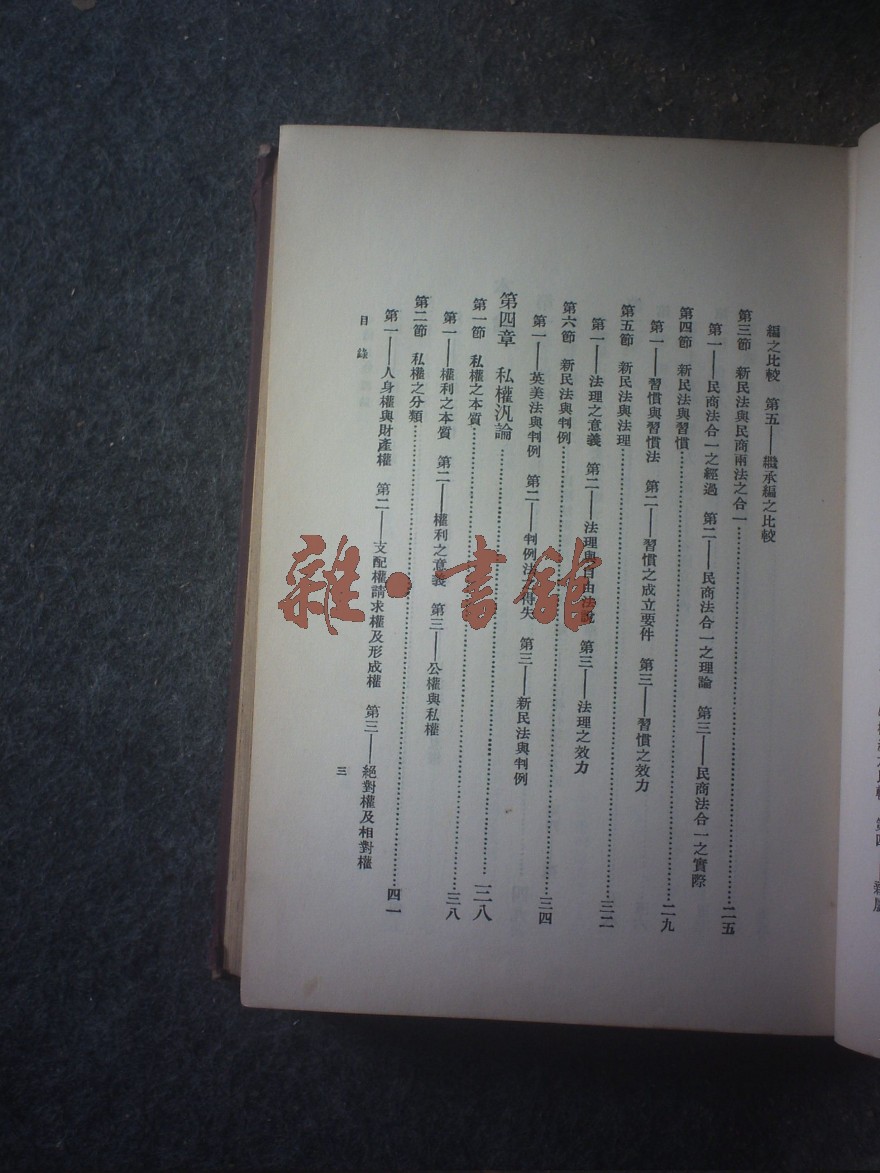 編之比較 第五——繼承編之比較
第三節 新民法與民商兩法之合一……二五
第一——民商法合一之經過 第二——民商法合一之理論 第三——民商法合一之實際
第四節 新民法與習慣……二九
第一——習慣與習慣法 第二——習慣之成立要件 第三——習慣之效力
第五節 新民法與法理……三二
第一——法理之意義 第二——法理與自由法說 第三——法理之效力
第六節 新民法與判例……三四
第一——英美法與判例 第二——判例法之得失 第三——新民法與判例
第四章 私權汎論……三八
第一節 私權之本質……三八
第一——權利之本質 第二——權利之意義 第三——公權與私權
第二節 私權之分類……四一
第一——人身權與財產權 第二——支配權請求權及形成權 第三——絕對權及相對權
目錄 三
雜·書館